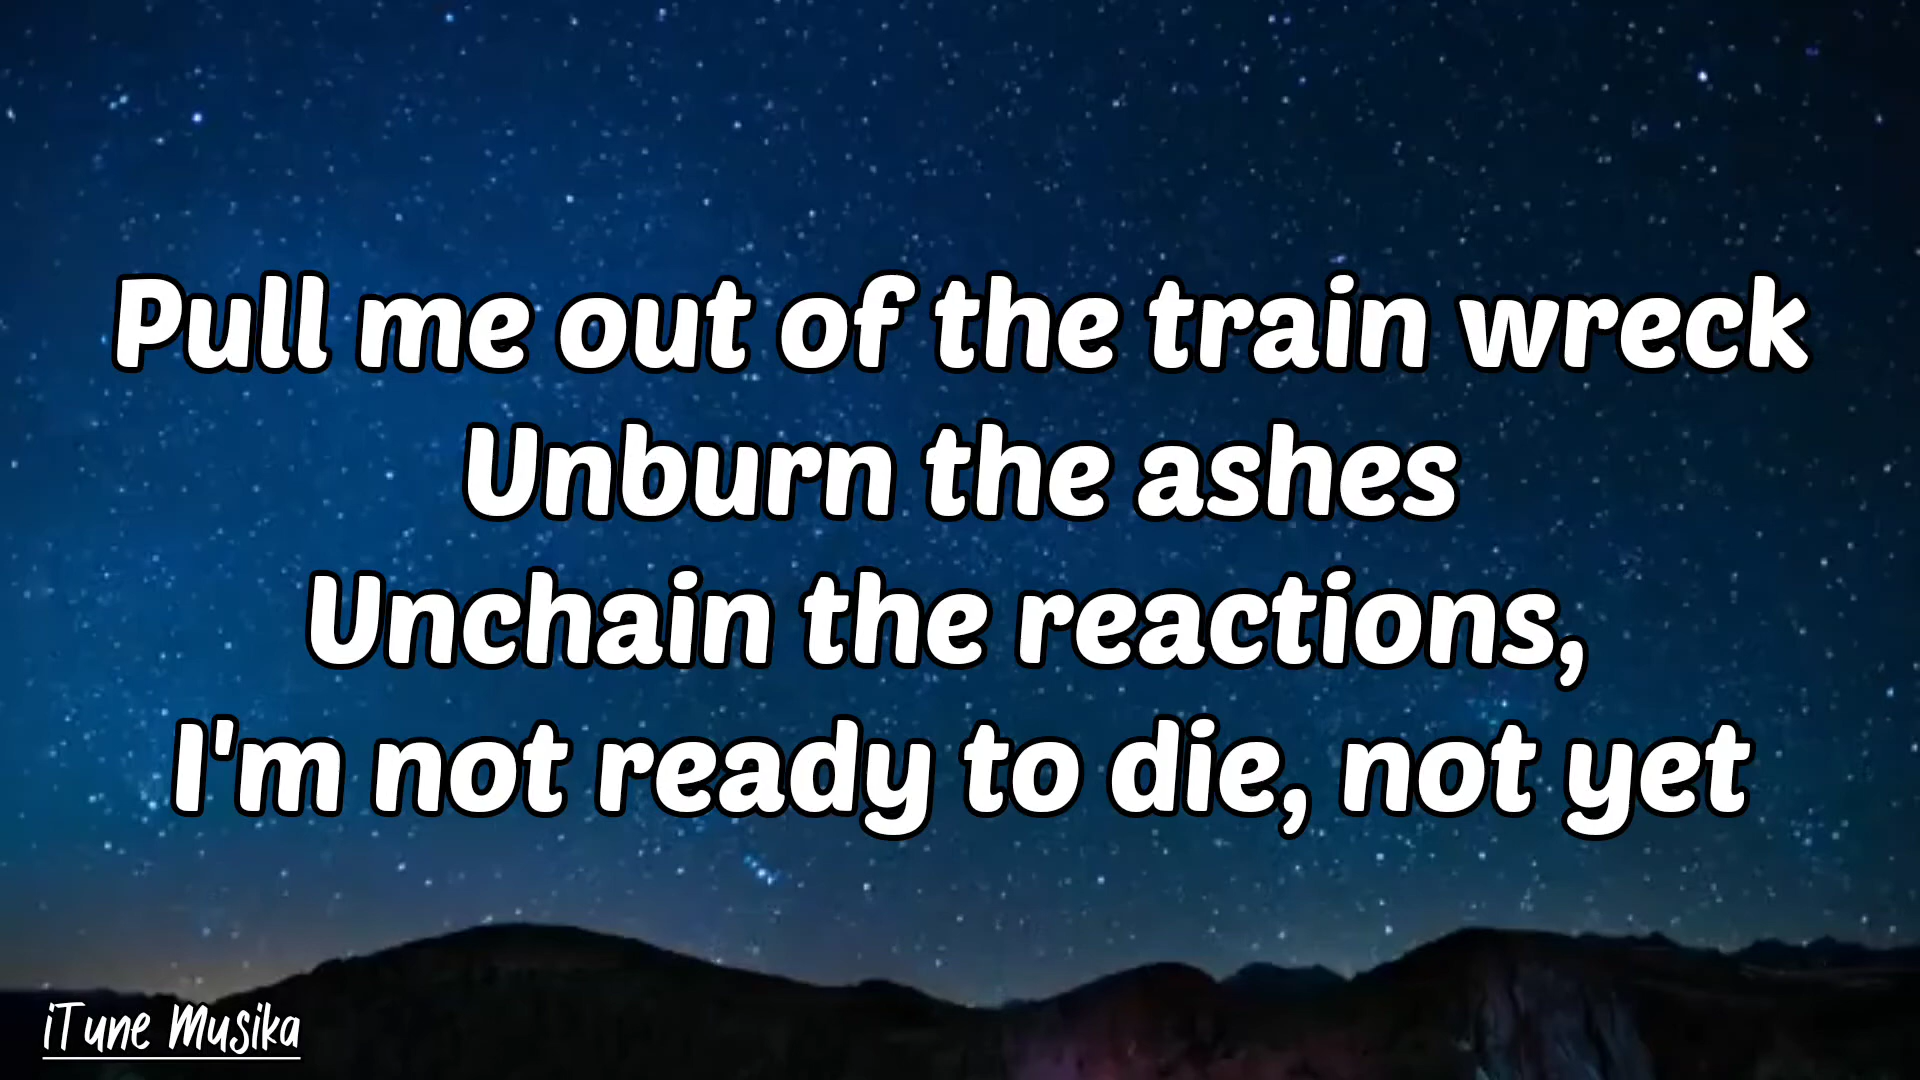 Pull me out of the train wreck
Unburn the ashes
Unchain the reactions,
I'm not ready to die, not yet
iTune Musika